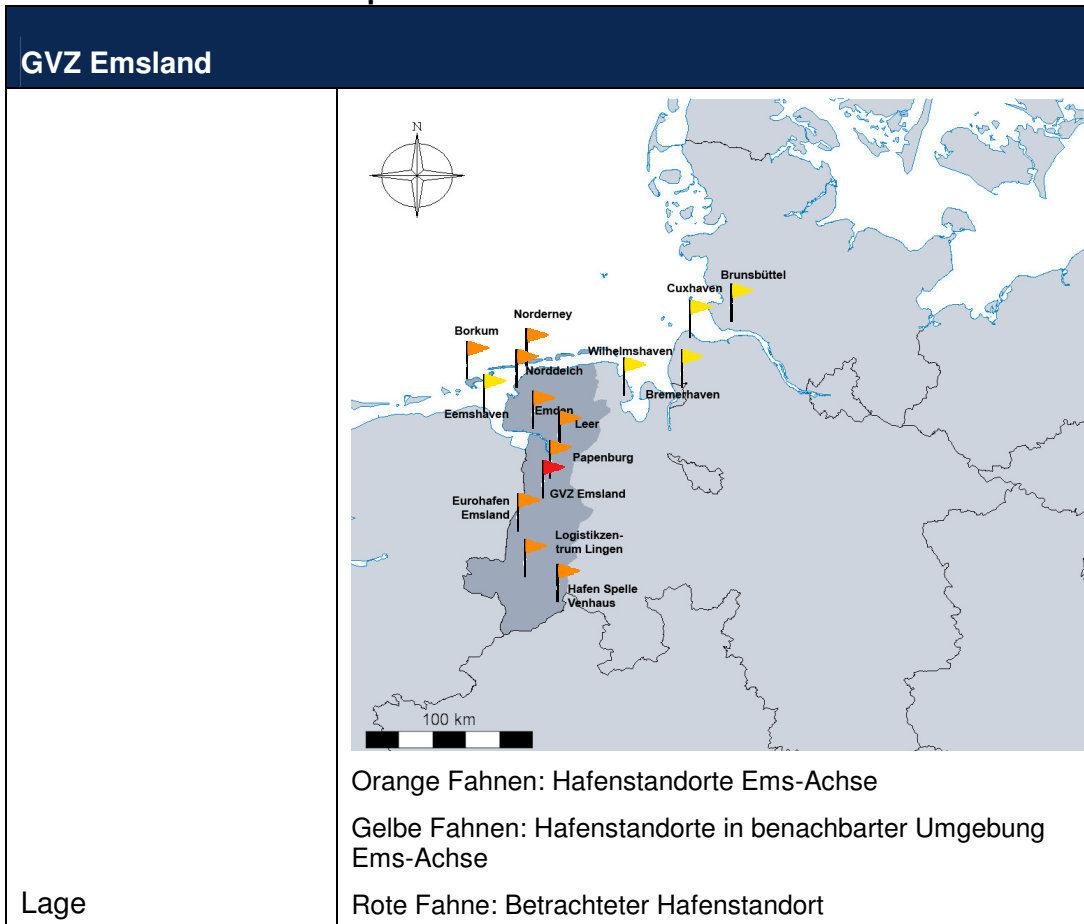 GVZ Emsland
N
Brunsbüttel
Cuxhaven
Norderney
Borkum
Wilhelmshaven
Norddeich
Bremerhaven
Eemshaven
Emden
Leer
Papenburg
GVZ Emsland
Eurohafen
Emsland
Logistikzen-
trum Lingen
Hafen Spelle
Venhaus
100 km
Orange Fahnen: Hafenstandorte Ems-Achse
Gelbe Fahnen: Hafenstandorte in benachbarter Umgebung
Ems-Achse
Lage
Rote Fahne: Betrachteter Hafenstandort